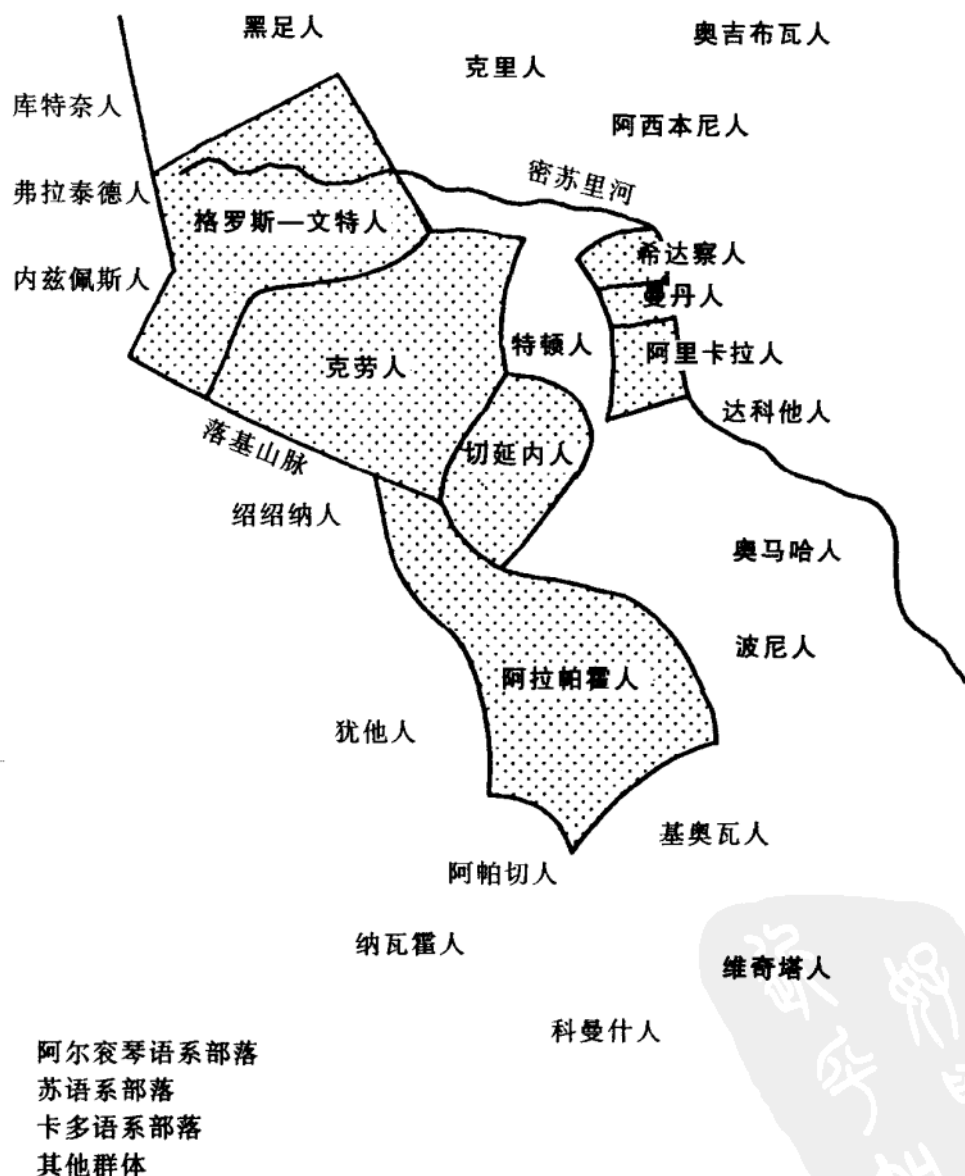 黑足人
奥吉布瓦人
克里人
库特奈人
阿西本尼人
密苏里河
弗拉泰德人
格罗斯—文特人
希达察人
内兹佩斯人
曼丹人
特顿人
阿里卡拉人
克劳人
达科他人
落基山脉
切延内人
绍绍纳人
奥马哈人
波尼人
阿拉帕霍人
犹他人
基奥瓦人
阿帕切人
纳瓦霍人
维奇塔人
科曼什人
阿尔衮琴语系部落
苏语系部落
卡多语系部落
其他群体